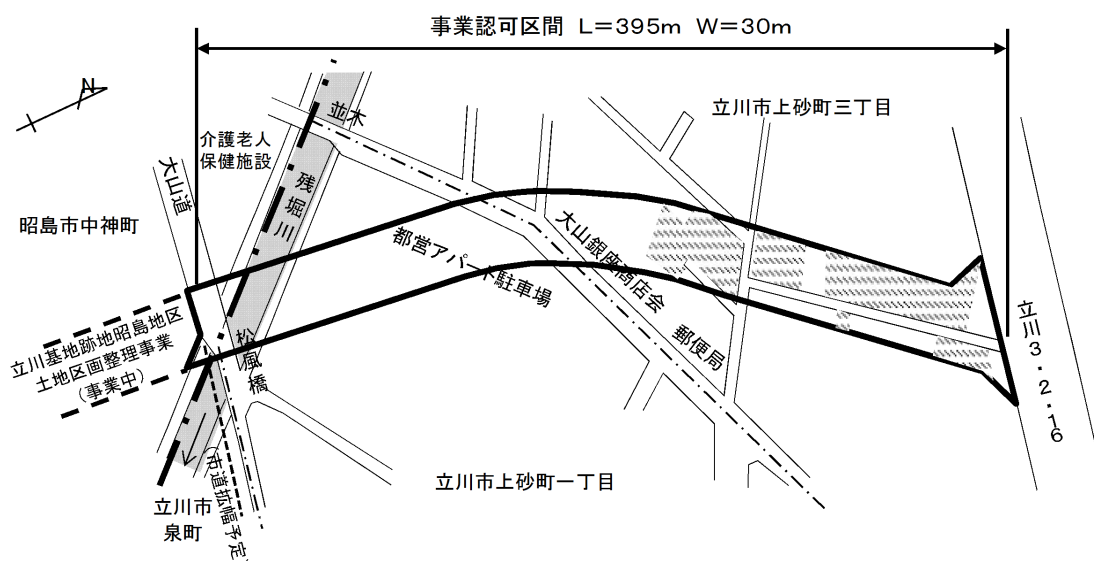 事業認可区間 L=395m W=30m
N
立川市上砂町三丁目
並木
介護老人
保健施設
大山道
残堀川
昭島市中神町
都営アパート駐車場
大山銀座商店会
郵便局
立川基地跡地昭島地区
土地区画整理事業
(事業中)
松風橋
立川3・2・16
立川市上砂町一丁目
立川市
泉町
(市道拡幅予定)